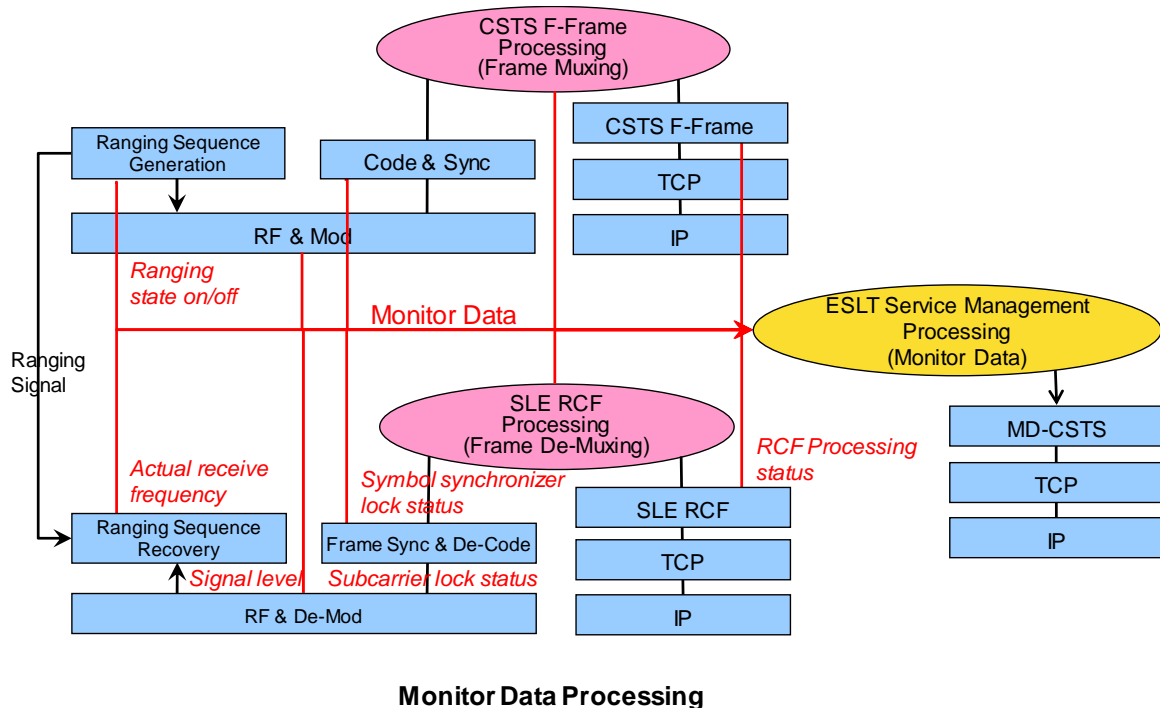 CSTS F-Frame
Processing
(Frame Muxing)
CSTS F-Frame
TCP
IP
Ranging Sequence
Generation
Code & Sync
RF & Mod
Ranging
state on/off
Monitor Data
ESLT Service Management
Processing
(Monitor Data)
MD-CSTS
TCP
IP
Ranging
Signal
SLE RCF
Processing
(Frame De-Muxing)
RCF Processing
status
Actual receive
frequency
Symbol synchronizer
lock status
SLE RCF
TCP
IP
Ranging Sequence
Recovery
Frame Sync & De-Code
Signal level
Subcarrier lock status
RF & De-Mod
Monitor Data Processing